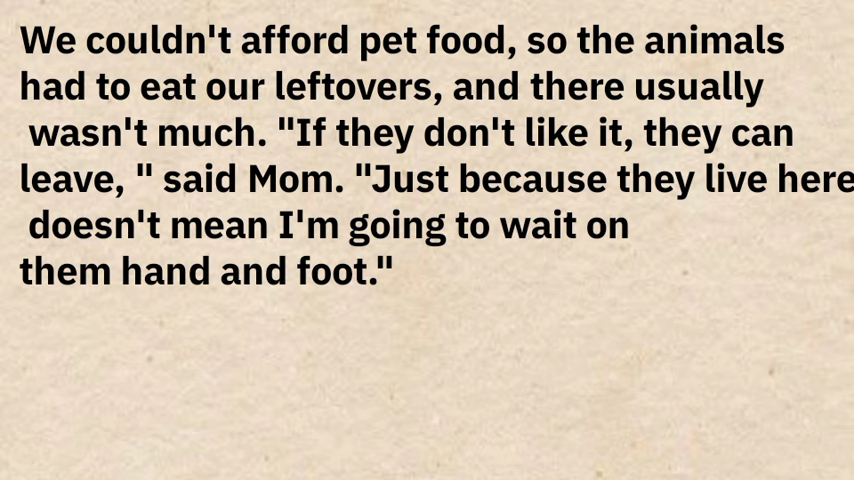 We couldn't afford pet food, so the animals
had to eat our leftovers, and there usually
wasn't much. "If they don't like it, they can
leave, " said Mom. "Just because they live here
doesn't mean I'm going to wait on
them hand and foot."